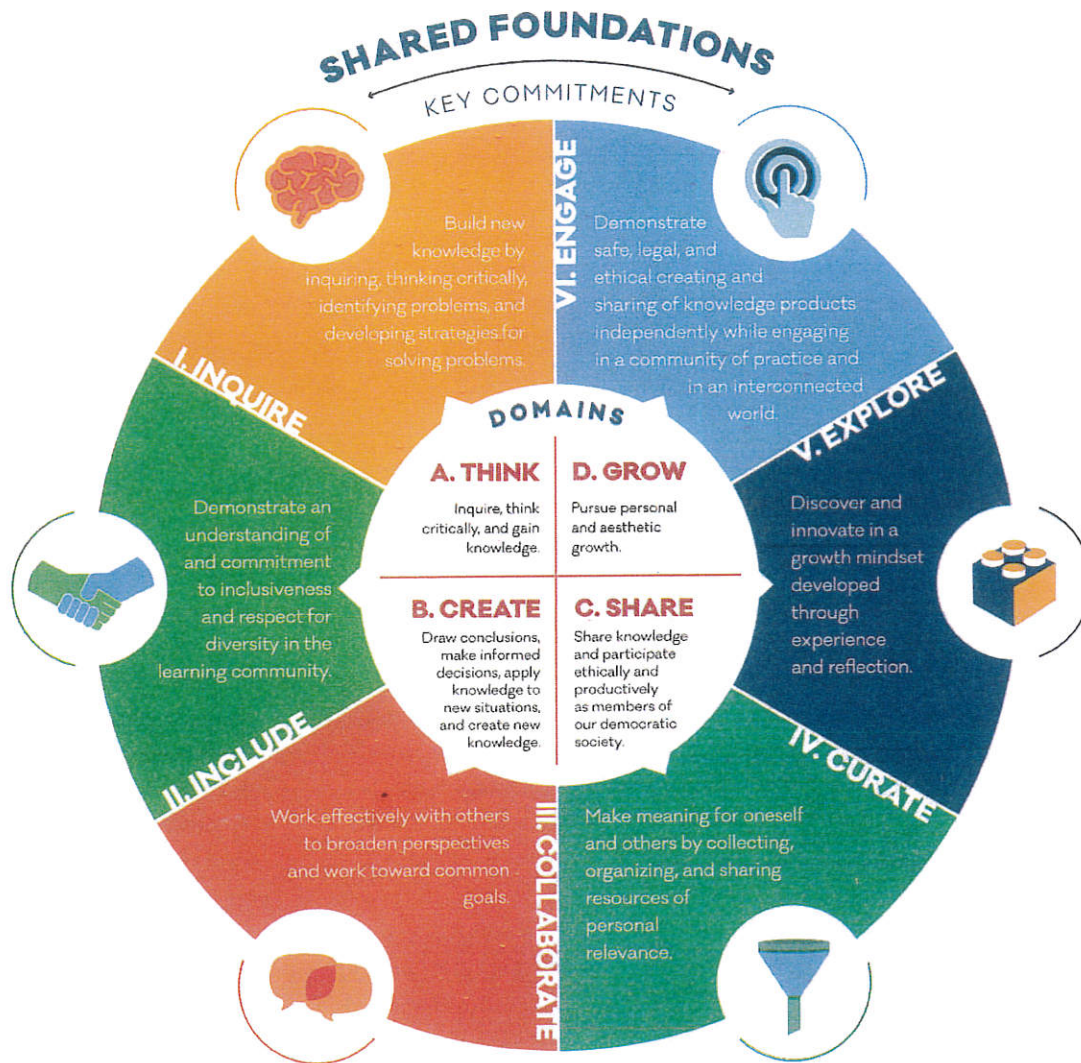 SHARED FOUNDATIONS
KEY COMMITMENTS
I. INQUIRE
Build new
knowledge by
inquiring, thinking critically,
identifying problems, and
developing strategies for
solving problems.
II. INCLUDE
Demonstrate an
understanding of
and commitment
to inclusiveness
and respect for
diversity in the
learning community.
III. COLLABORATE
Work effectively with others
to broaden perspectives
and work toward common
goals.
IV. CURATE
Make meaning for oneself
and others by collecting,
organizing, and sharing
resources of
personal
relevance.
V. EXPLORE
Discover and
innovate in a
growth mindset
developed
through
experience
and reflection.
VI. ENGAGE
Demonstrate
safe, legal, and
ethical creating and
sharing of knowledge products
independently while engaging
in a community of practice and
in an interconnected
world.
DOMAINS
A. THINK
Inquire, think
critically, and gain
knowledge.
B. CREATE
Draw conclusions,
make informed
decisions, apply
knowledge to
new situations,
and create new
knowledge.
C. SHARE
Share knowledge
and participate
ethically and
productively
as members of
our democratic
society.
D. GROW
Pursue personal
and aesthetic
growth.